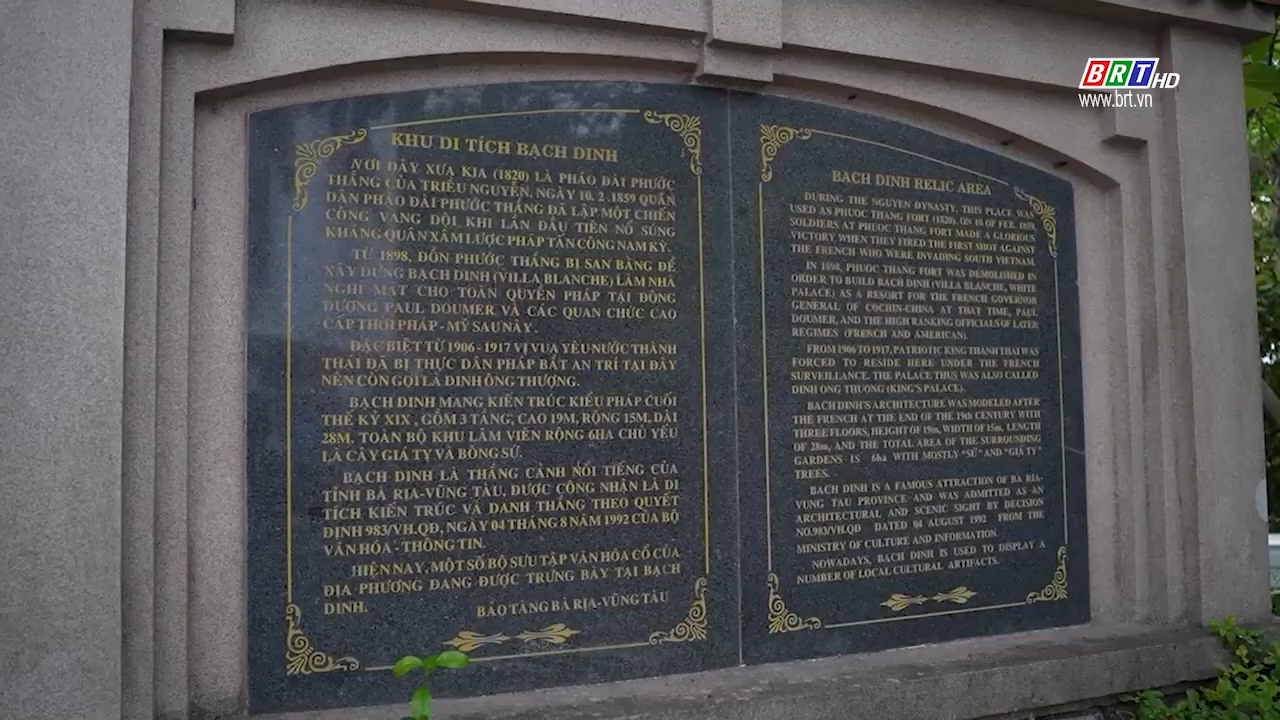 BRT HD
www.brt.vn
KHU DI TÍCH BẠCH DINH
NƠI ĐÂY XƯA KIA (1820) LÀ PHÁO ĐÀI PHƯỚC
THẮNG CỦA TRIỀU NGUYỄN. NGÀY 10. 2 .1859 QUÂN
DÂN PHÁO ĐÀI PHƯỚC THẮNG ĐÃ LẬP MỘT CHIẾN
CÔNG VANG DỘI KHI LẦN ĐẦU TIÊN NỔ SÚNG
KHÁNG QUÂN XÂM LƯỢC PHÁP TẤN CÔNG NAM KỲ.
TỪ 1898, ĐỒN PHƯỚC THẮNG BỊ SAN BẰNG ĐỂ
XÂY DỰNG BẠCH DINH (VILLA BLANCHE) LÀM NHÀ
NGHỈ MÁT CHO TOÀN QUYỀN PHÁP TẠI ĐÔNG
DƯƠNG PAUL DOUMER VÀ CÁC QUAN CHỨC CAO
CẤP THỜI PHÁP - MỸ SAU NÀY.
ĐẶC BIỆT TỪ 1906 - 1917 VỊ VUA YÊU NƯỚC THÀNH
THÁI ĐÃ BỊ THỰC DÂN PHÁP BẮT AN TRÍ TẠI ĐÂY
NÊN CÒN GỌI LÀ DINH ÔNG THƯỢNG.
BẠCH DINH MANG KIẾN TRÚC KIỂU PHÁP CUỐI
THẾ KỶ XIX , GỒM 3 TẦNG, CAO 19M, RỘNG 15M, DÀI
28M. TOÀN BỘ KHU LÂM VIÊN RỘNG 6HA CHỦ YẾU
LÀ CÂY GIÁ TỴ VÀ BÔNG SỨ.
BẠCH DINH LÀ THẮNG CẢNH NỔI TIẾNG CỦA
TỈNH BÀ RỊA-VŨNG TÀU, ĐƯỢC CÔNG NHẬN LÀ DI
TÍCH KIẾN TRÚC VÀ DANH THẮNG THEO QUYẾT
ĐỊNH 983/VH.QĐ, NGÀY 04 THÁNG 8 NĂM 1992 CỦA BỘ
VĂN HÓA - THÔNG TIN.
HIỆN NAY, MỘT SỐ BỘ SƯU TẬP VĂN HÓA CỔ CỦA
ĐỊA PHƯƠNG ĐANG ĐƯỢC TRƯNG BÀY TẠI BẠCH
DINH.
BẢO TÀNG BÀ RỊA-VŨNG TÀU
BACH DINH RELIC AREA
DURING THE NGUYEN DYNASTY, THIS PLACE WAS
USED AS PHUOC THANG FORT (1820). ON 10 OF FEB. 1859,
SOLDIERS AT PHUOC THANG FORT MADE A GLORIOUS
VICTORY WHEN THEY FIRED THE FIRST SHOT AGAINST
THE FRENCH WHO WERE INVADING SOUTH VIETNAM.
IN 1898, PHUOC THANG FORT WAS DEMOLISHED IN
ORDER TO BUILD BACH DINH (VILLA BLANCHE, WHITE
PALACE) AS A RESORT FOR THE FRENCH GOVERNOR
GENERAL OF COCHIN-CHINA AT THAT TIME, PAUL
DOUMER, AND THE HIGH RANKING OFFICIALS OF LATER
REGIMES (FRENCH AND AMERICAN).
FROM 1906 TO 1917, PATRIOTIC KING THANH THAI WAS
FORCED TO RESIDE HERE UNDER THE FRENCH
SURVEILLANCE. THE PALACE THUS WAS ALSO CALLED
DINH ONG THUONG (KING'S PALACE).
BACH DINH'S ARCHITECTURE WAS MODELED AFTER
THE FRENCH AT THE END OF THE 19th CENTURY WITH
THREE FLOORS, HEIGHT OF 19m, WIDTH OF 15m. LENGTH
OF 28m, AND THE TOTAL AREA OF THE SURROUNDING
GARDENS IS 6ha WITH MOSTLY "SỨ" AND "GIÁ TỴ"
TREES.
BACH DINH IS A FAMOUS ATTRACTION OF BA RIA-
VUNG TAU PROVINCE AND WAS ADMITTED AS AN
ARCHITECTURAL AND SCENIC SIGHT BY DECISION
NO.983/VH.QD DATED 04 AUGUST 1992 FROM THE
MINISTRY OF CULTURE AND INFORMATION.
NOWADAYS, BACH DINH IS USED TO DISPLAY A
NUMBER OF LOCAL CULTURAL ARTIFACTS.